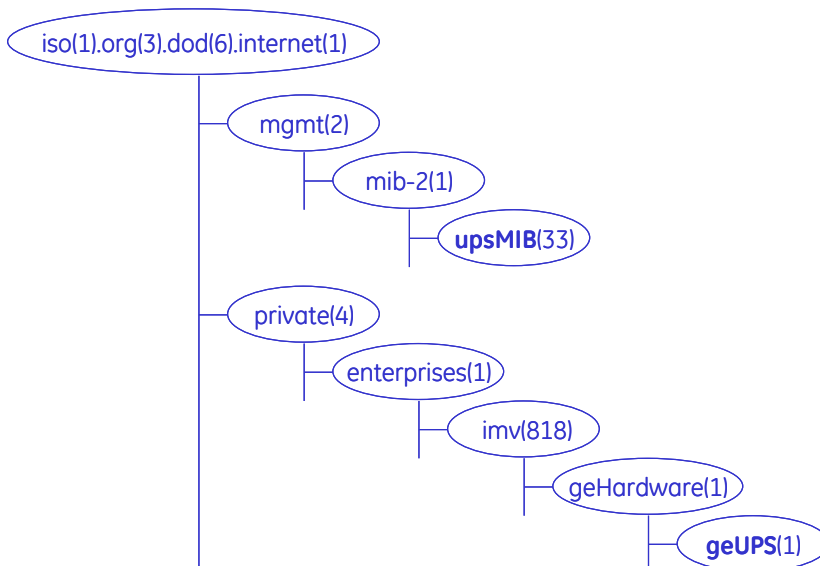 iso(1).org(3).dod(6).internet(1)
mgmt(2)
mib-2(1)
upsMIB(33)
private(4)
enterprises(1)
imv(818)
geHardware(1)
geUPS(1)